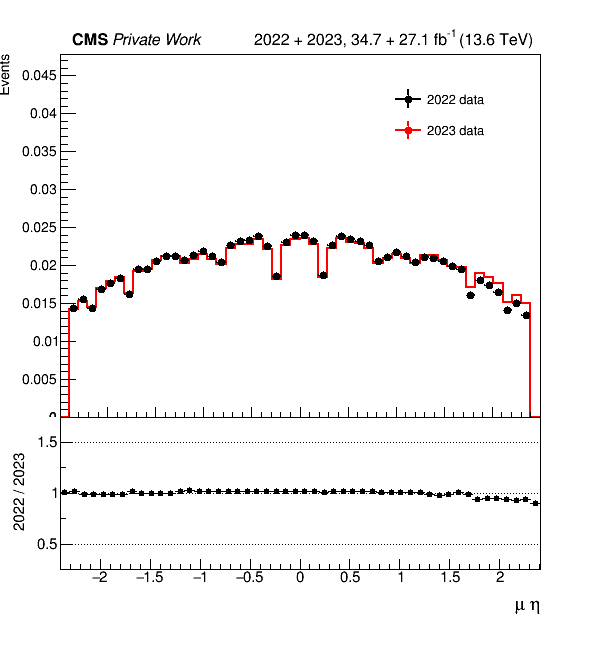 CMS Private Work 2022 + 2023, 34.7 + 27.1 fb-1 (13.6 TeV)
Events
0.045
0.04
0.035
0.03
0.025
0.02
0.015
0.01
0.005
0
2022 data
2023 data
2022 / 2023
1.5
1
0.5
−2 −1.5 −1 −0.5 0 0.5 1 1.5 2
μ η